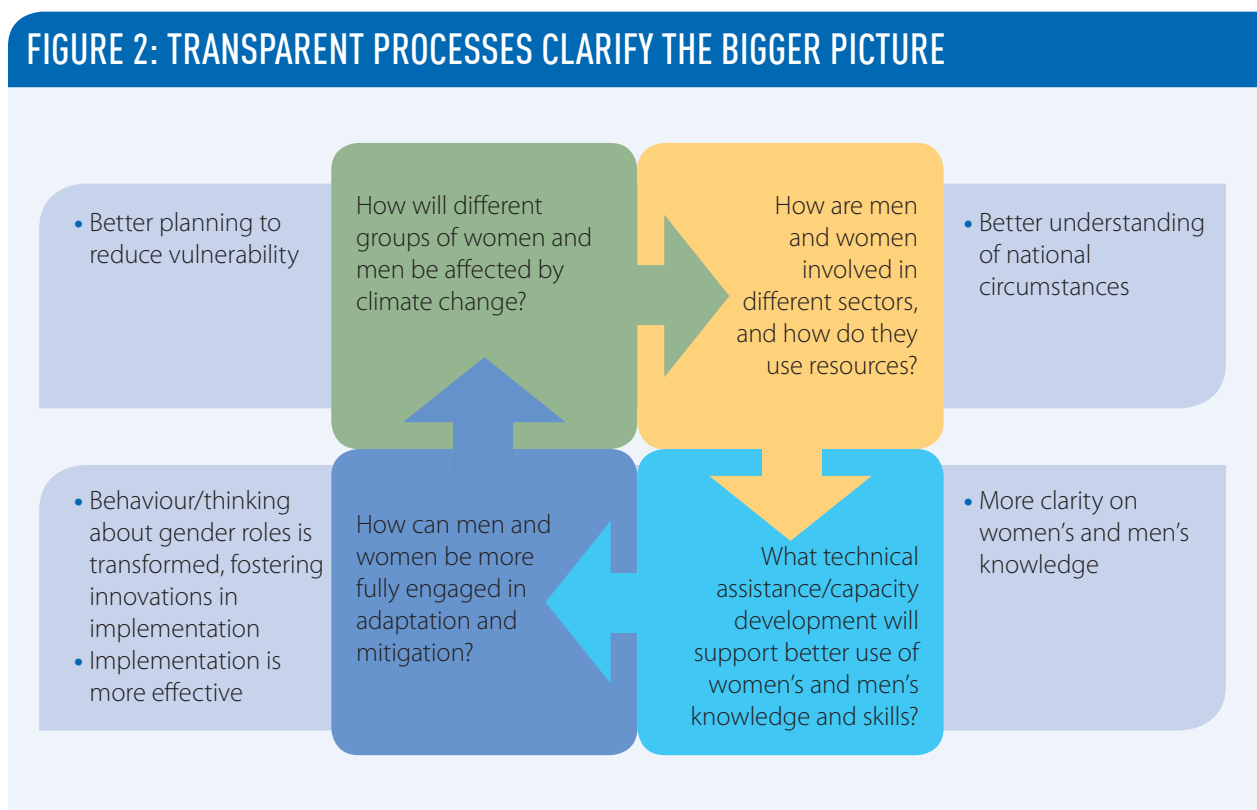 FIGURE 2: TRANSPARENT PROCESSES CLARIFY THE BIGGER PICTURE
• Better planning to
reduce vulnerability
How will different
groups of women and
men be affected by
climate change?
How are men
and women
involved in
different sectors,
and how do they
use resources?
• Better understanding
of national
circumstances
• Behaviour/thinking
about gender roles is
transformed, fostering
innovations in
implementation
• Implementation is
more effective
How can men and
women be more
fully engaged in
adaptation and
mitigation?
What technical
assistance/capacity
development will
support better use of
women’s and men’s
knowledge and skills?
• More clarity on
women’s and men’s
knowledge